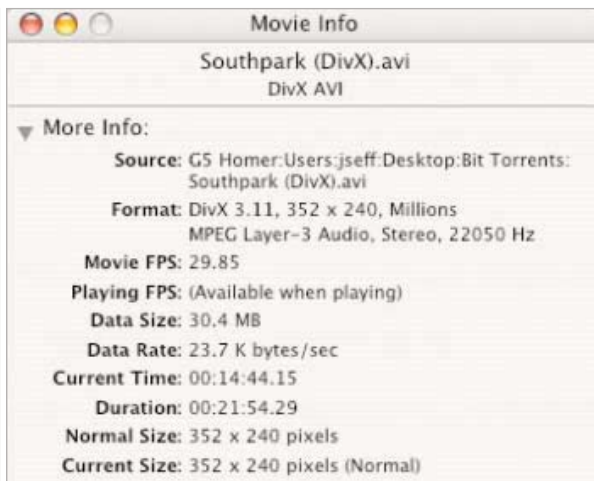 Movie Info
Southpark (DivX).avi
DivX AVI
More Info:
Source: G5 Homer:Users:jseff:Desktop:Bit Torrents:
Southpark (DivX).avi
Format: DivX 3.11, 352 x 240, Millions
MPEG Layer-3 Audio, Stereo, 22050 Hz
Movie FPS: 29.85
Playing FPS: (Available when playing)
Data Size: 30.4 MB
Data Rate: 23.7 K bytes/sec
Current Time: 00:14:44.15
Duration: 00:21:54.29
Normal Size: 352 x 240 pixels
Current Size: 352 x 240 pixels (Normal)